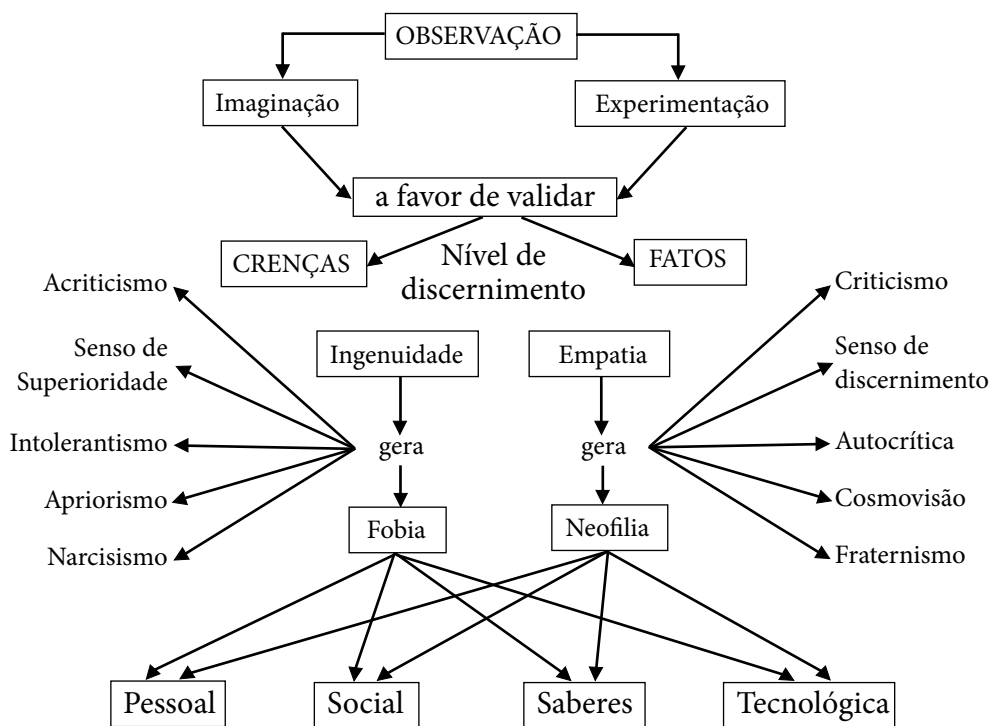 OBSERVAÇÃO
Imaginação
Experimentação
a favor de validar
CRENÇAS
Nível de
discernimento
FATOS
Acriticismo
Senso de
Superioridade
Intolerantismo
Apriorismo
Narcisismo
Ingenuidade
gera
Fobia
Empatia
gera
Neofilia
Criticismo
Senso de
discernimento
Autocrítica
Cosmovisão
Fraternismo
Pessoal
Social
Saberes
Tecnológica